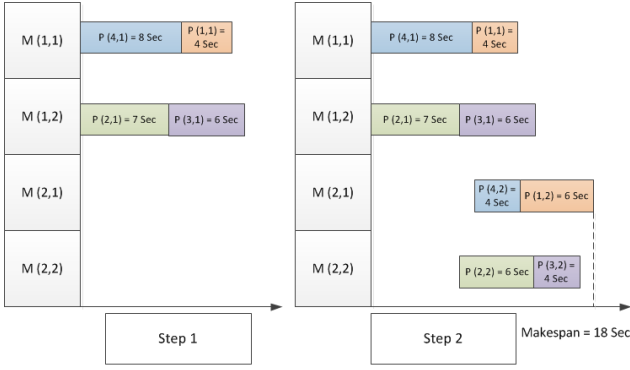 M (1,1)
P (4,1) = 8 Sec
P (1,1) =
4 Sec
M (1,2)
P (2,1) = 7 Sec
P (3,1) = 6 Sec
M (2,1)
M (2,2)
Step 1
M (1,1)
P (4,1) = 8 Sec
P (1,1) =
4 Sec
M (1,2)
P (2,1) = 7 Sec
P (3,1) = 6 Sec
M (2,1)
P (4,2) =
4 Sec
P (1,2) = 6 Sec
M (2,2)
P (2,2) = 6 Sec
P (3,2) =
4 Sec
Step 2
Makespan = 18 Sec